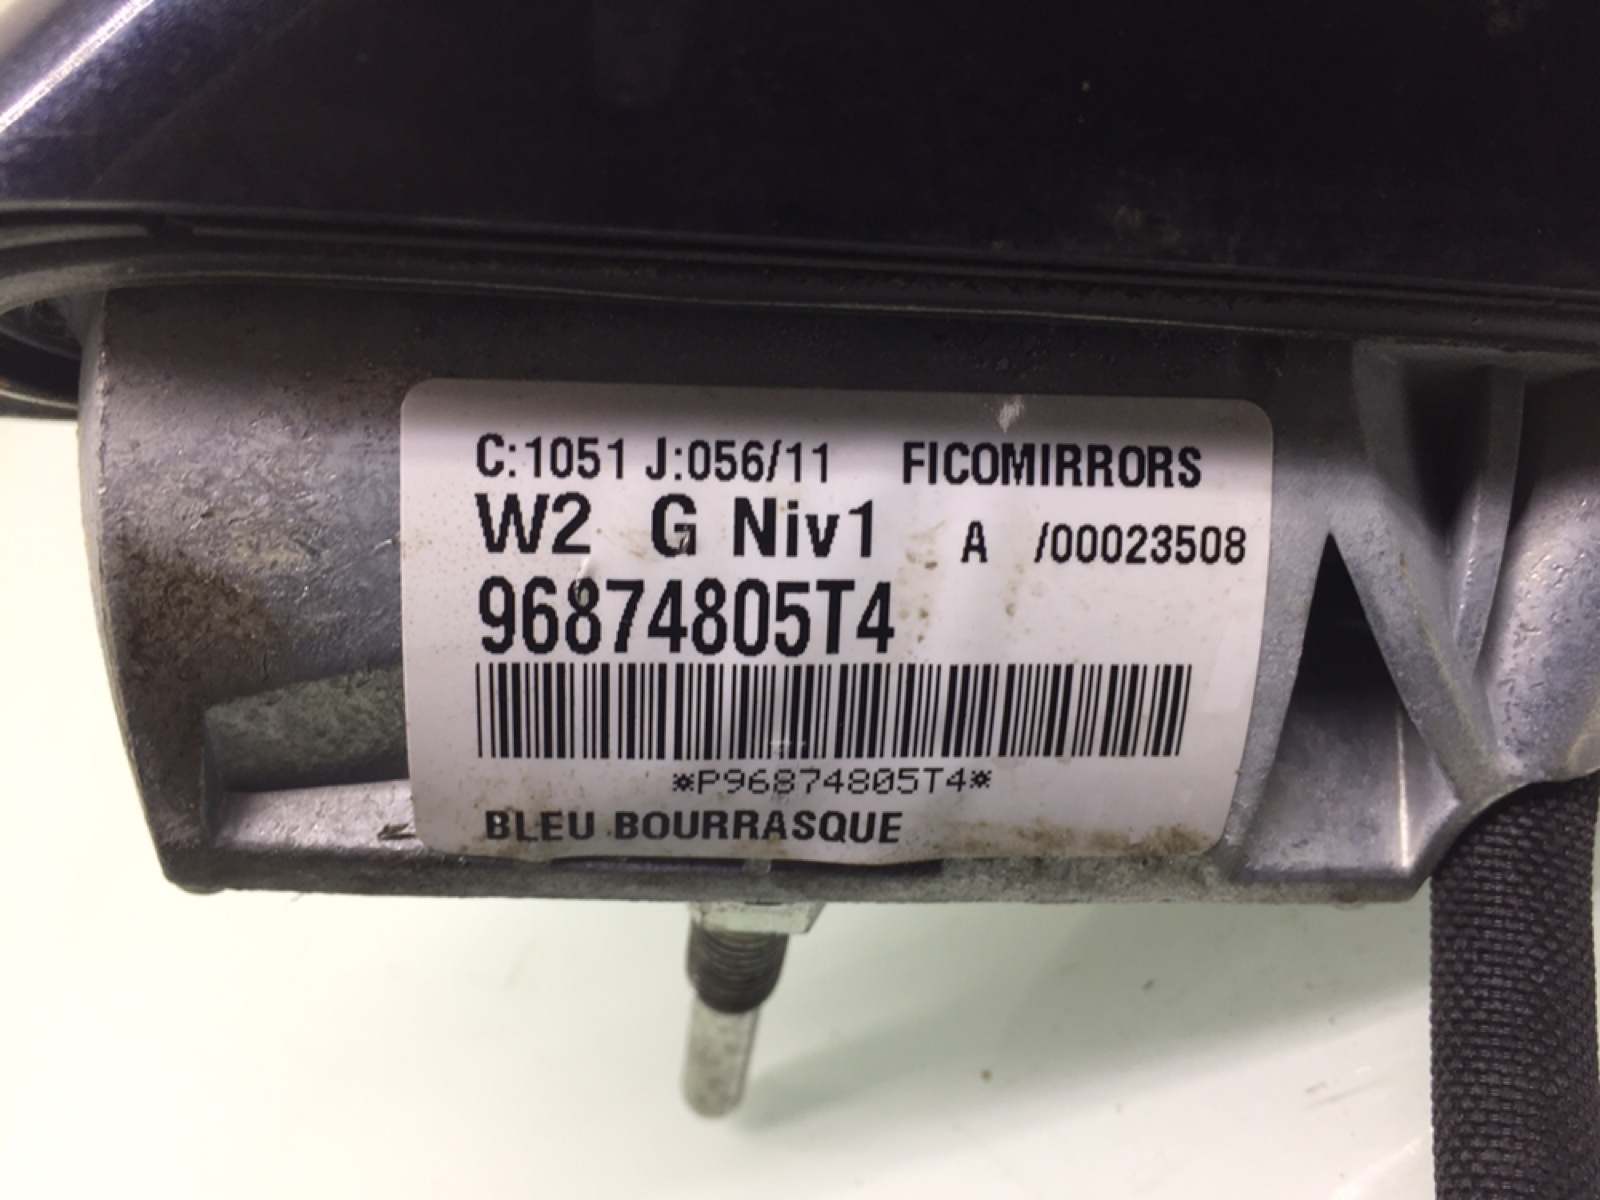 C:1051 J:056/11 FICOMIRRORS
W2 G Niv1 A /00023508
96874805T4
*P96874805T4*
BLEU BOURRASQUE